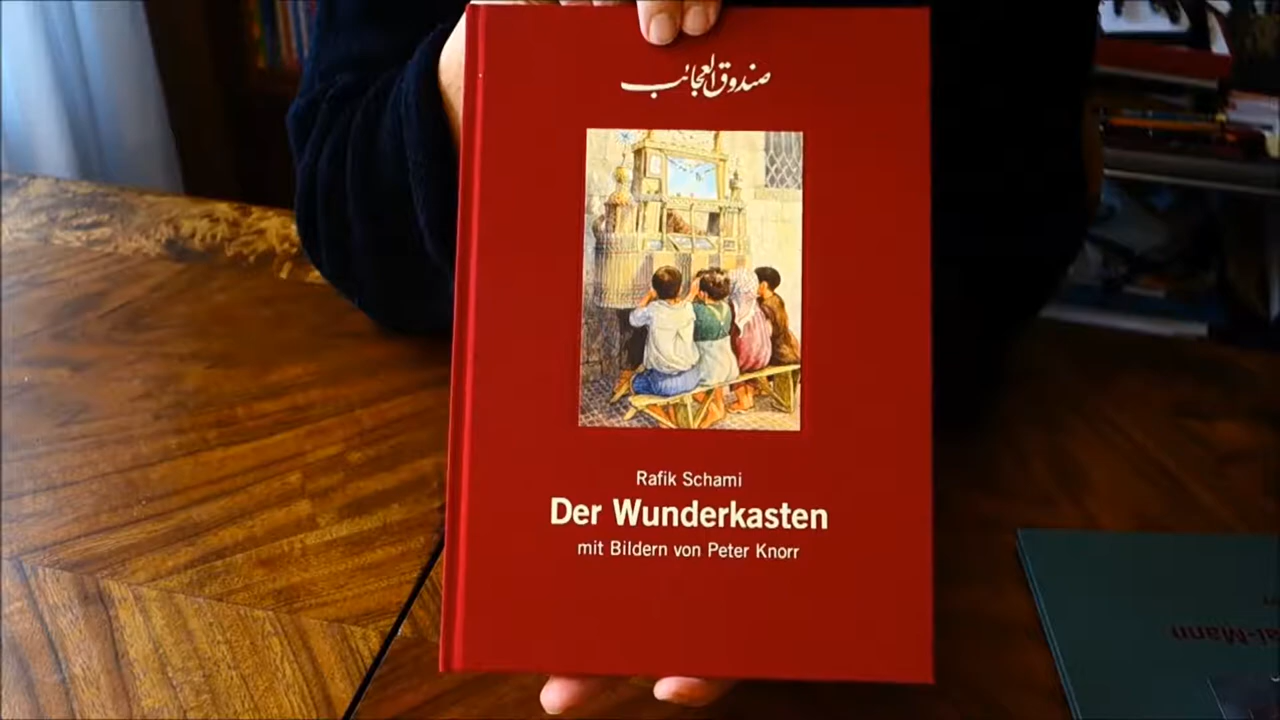 صندوق العجائب
Rafik Schami
Der Wunderkasten
mit Bildern von Peter Knorr